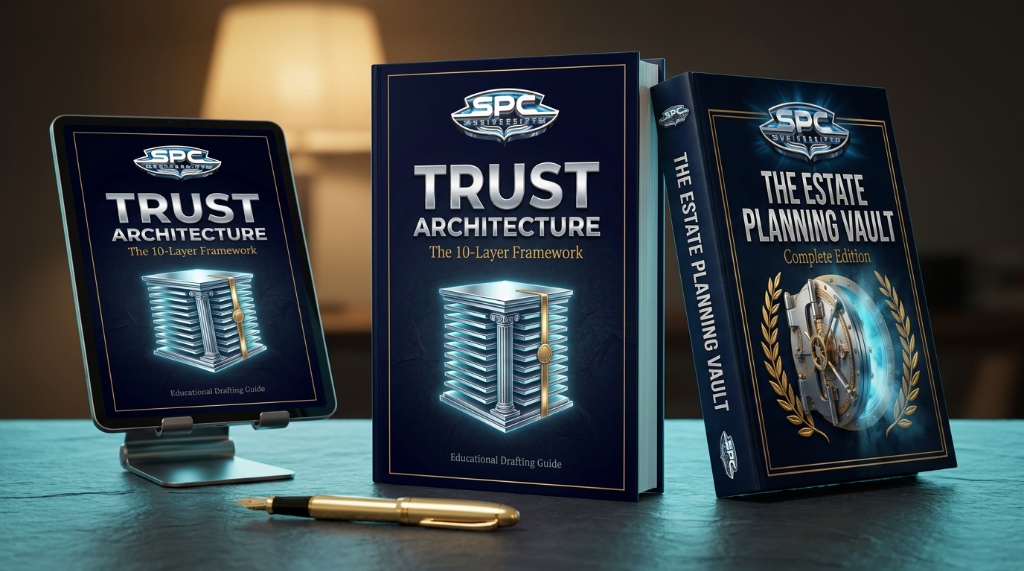 SPC
TRUST
ARCHITECTURE
The 10-Layer Framework
Educational Drafting Guide
SPC
TRUST
ARCHITECTURE
The 10-Layer Framework
Educational Drafting Guide
THE ESTATE PLANNING VAULT
SPC
SPC
THE ESTATE
PLANNING VAULT
Complete Edition